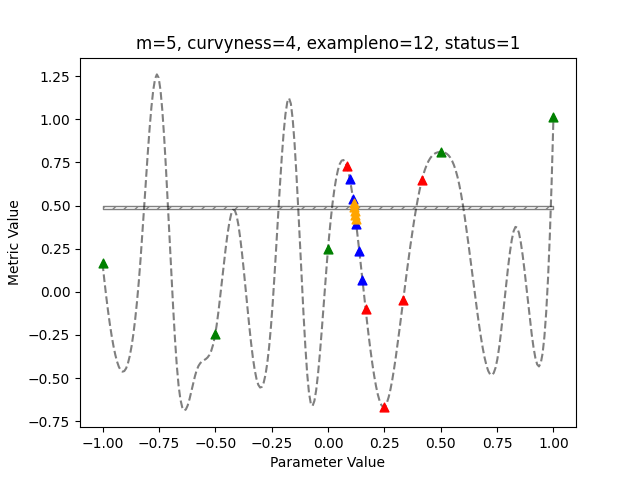 m=5, curvyness=4, exampleno=12, status=1
Metric Value
1.25
1.00
0.75
0.50
0.25
0.00
−0.25
−0.50
−0.75
−1.00 −0.75 −0.50 −0.25 0.00 0.25 0.50 0.75 1.00
Parameter Value